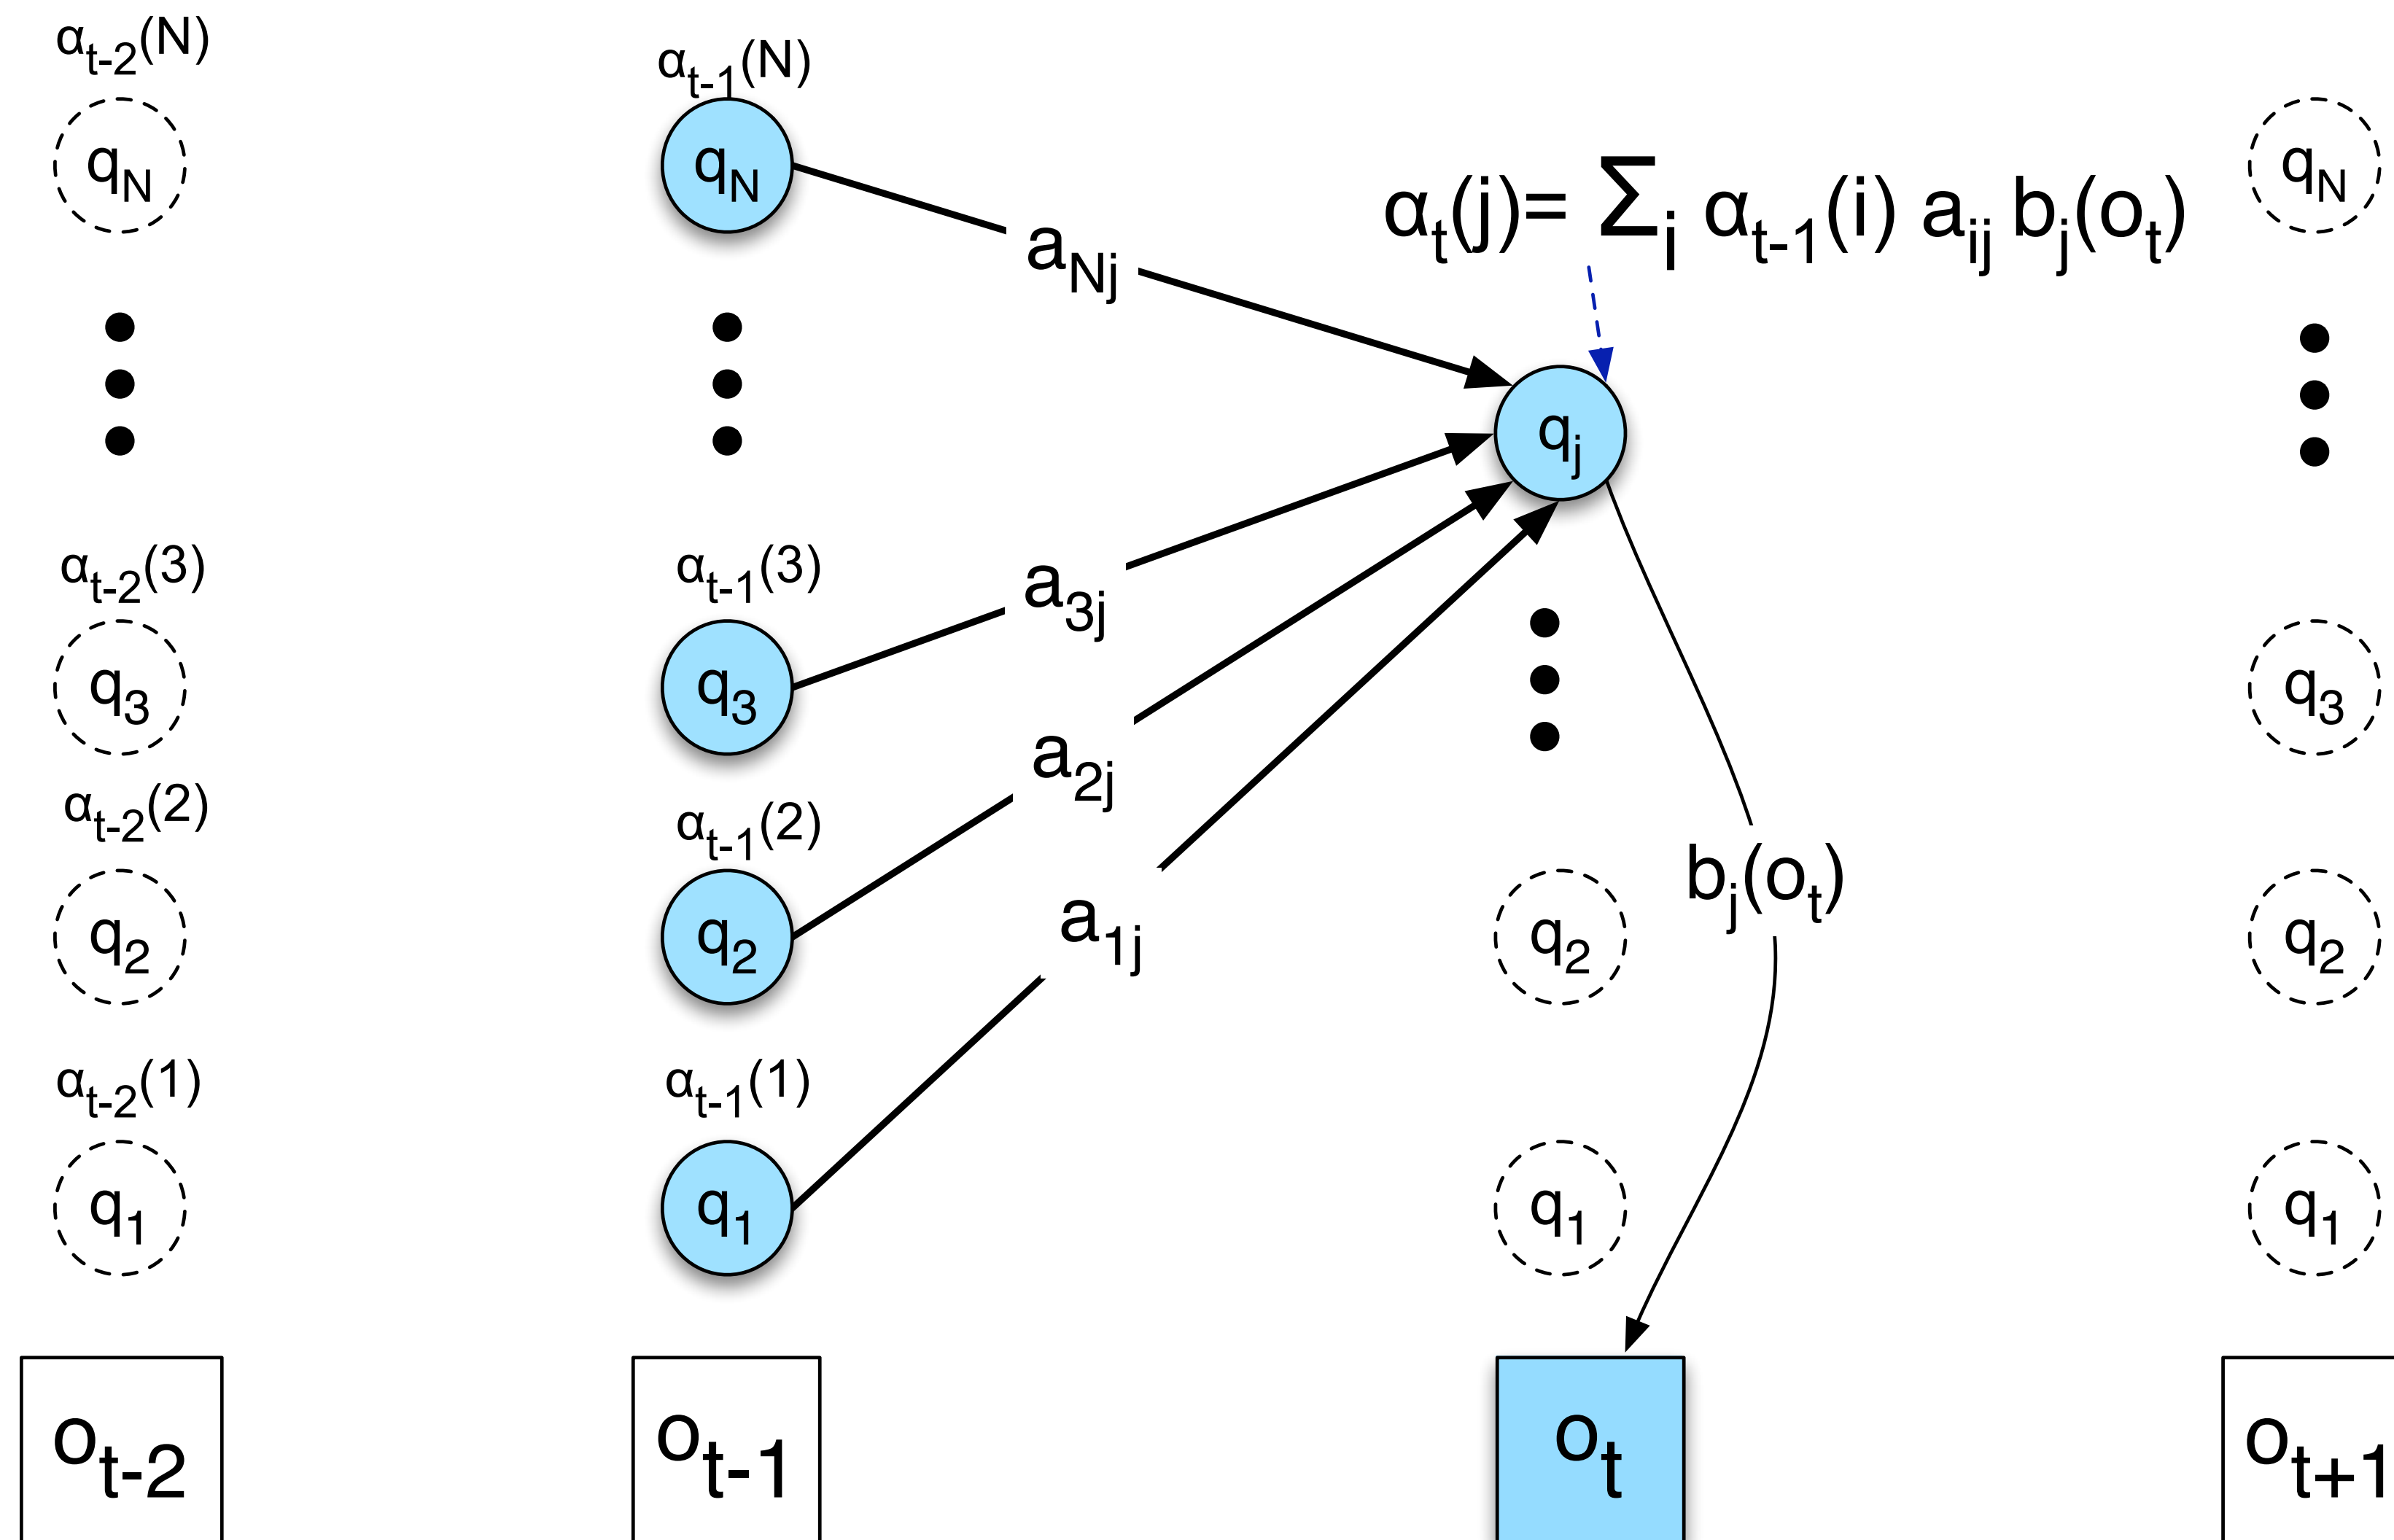 αt-2(N)
αt-1(N)
qN
qN
αt(j)= Σi αt-1(i) aij bj(ot)
qN
aNj
qj
αt-2(3)
αt-1(3)
a3j
q3
q3
q3
a2j
αt-2(2)
αt-1(2)
bj(ot)
a1j
q2
q2
q2
q2
αt-2(1)
αt-1(1)
q1
q1
q1
q1
ot-2
ot-1
ot
ot+1